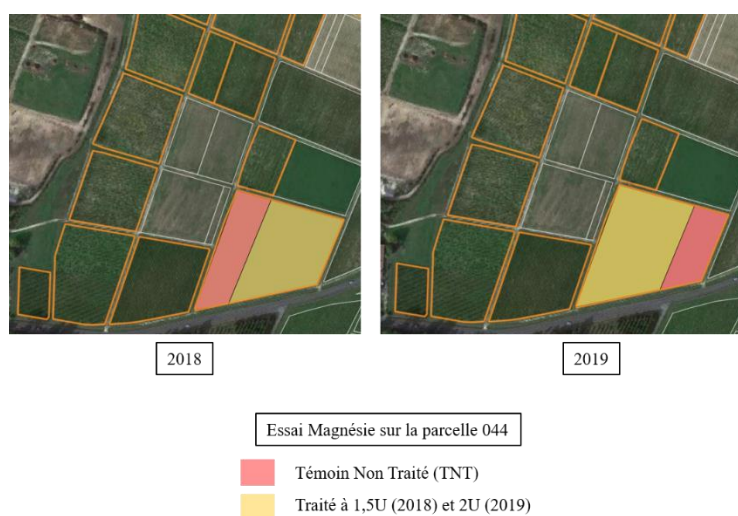 2018
2019
Essai Magnésie sur la parcelle 044
Témoin Non Traité (TNT)
Traité à 1,5U (2018) et 2U (2019)